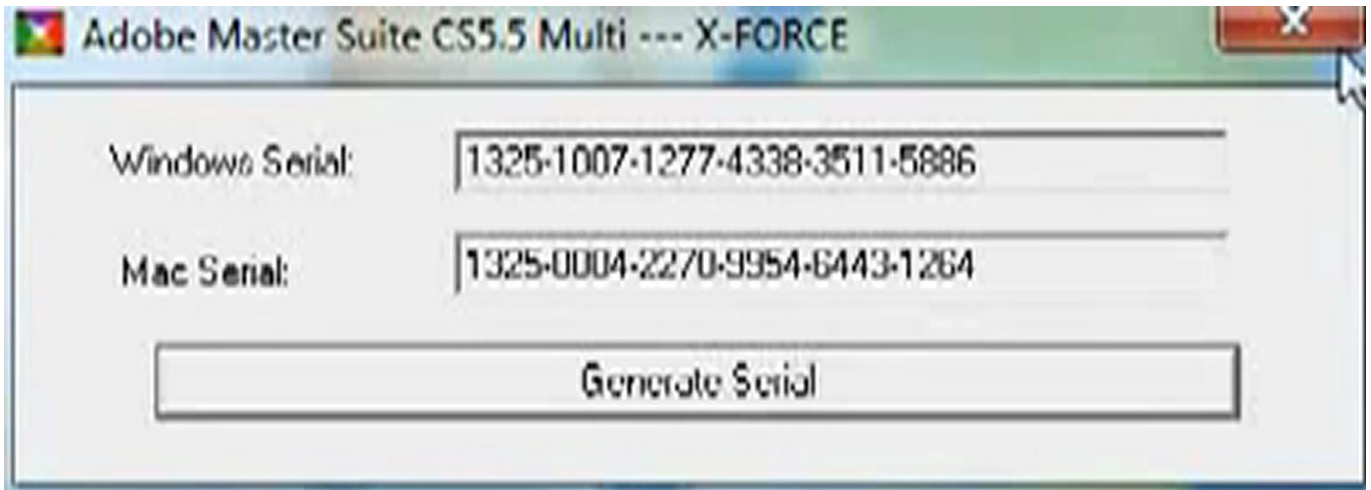 Adobe Master Suite CS5.5 Multi --- X-FORCE
Windows Serial: 1325-1007-1277-4338-3511-5886
Mac Serial: 1325-0004-2270-9954-6443-1264
Generate Serial